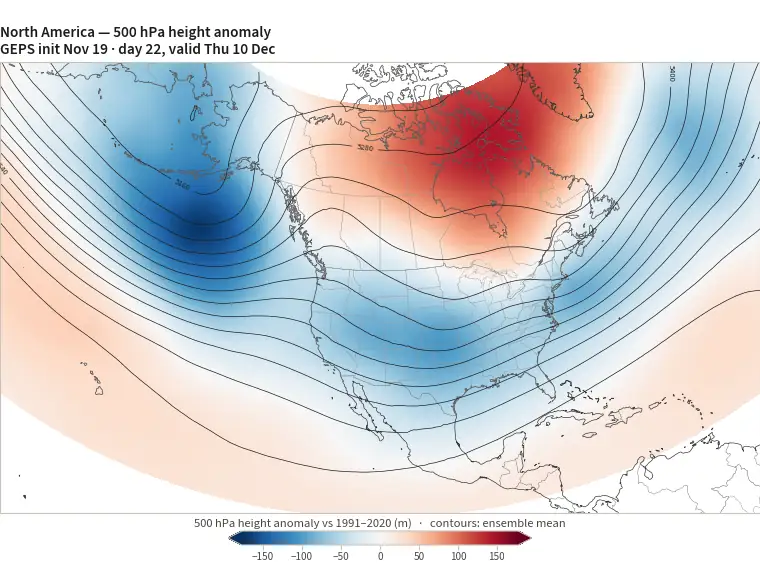 North America — 500 hPa height anomaly
GEPS init Nov 19 · day 22, valid Thu 10 Dec
5400
5280
500 hPa height anomaly vs 1991–2020 (m) · contours: ensemble mean
−150 −100 −50 0 50 100 150